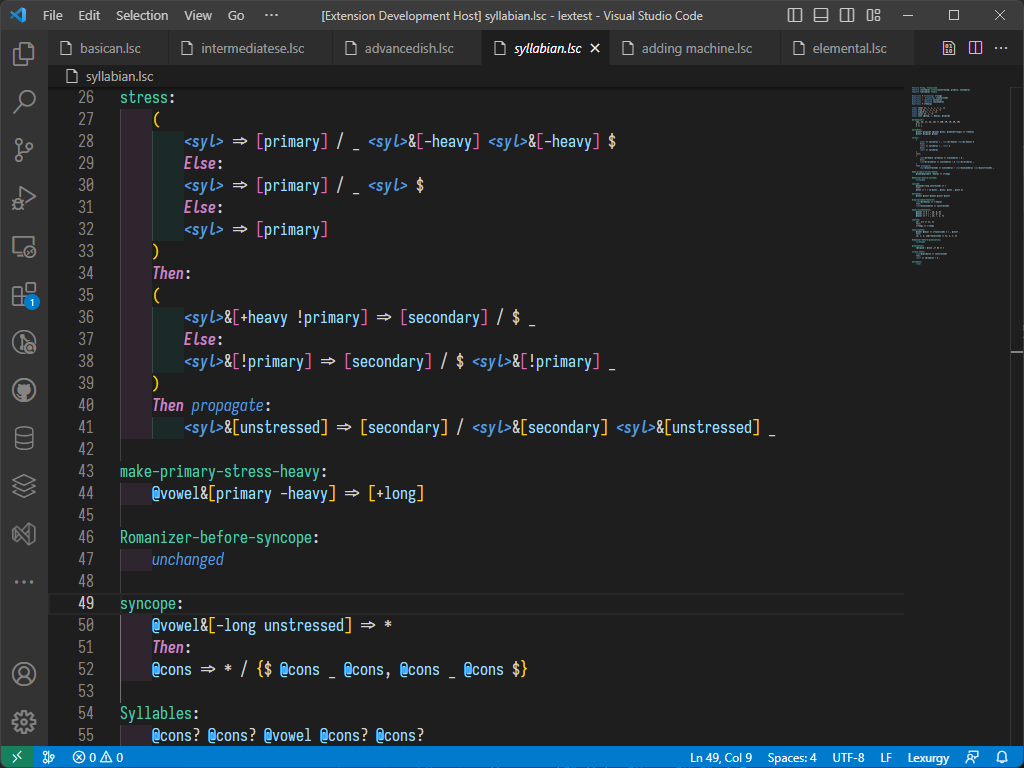 File Edit Selection View Go ··· [Extension Development Host] syllabian.lsc - lextest - Visual Studio Code
basican.lsc intermediatese.lsc advancedish.lsc syllabian.lsc adding machine.lsc elemental.lsc
syllabian.lsc
26 stress:
27 (
28 <syl> ⇒ [primary] / _ <syl>&[-heavy] <syl>&[-heavy] $
29 Else:
30 <syl> ⇒ [primary] / _ <syl> $
31 Else:
32 <syl> ⇒ [primary]
33 )
34 Then:
35 (
36 <syl>&[+heavy !primary] ⇒ [secondary] / $ _
37 Else:
38 <syl>&[!primary] ⇒ [secondary] / $ <syl>&[!primary] _
39 )
40 Then propagate:
41 <syl>&[unstressed] ⇒ [secondary] / <syl>&[secondary] <syl>&[unstressed] _
42
43 make-primary-stress-heavy:
44 @vowel&[primary -heavy] ⇒ [+long]
45
46 Romanizer-before-syncope:
47 unchanged
48
49 syncope:
50 @vowel&[-long unstressed] ⇒ *
51 Then:
52 @cons ⇒ * / {$ @cons _ @cons, @cons _ @cons $}
53
54 Syllables:
55 @cons? @cons? @vowel @cons? @cons?
1
0 0 Ln 49, Col 9 Spaces: 4 UTF-8 LF Lexurgy